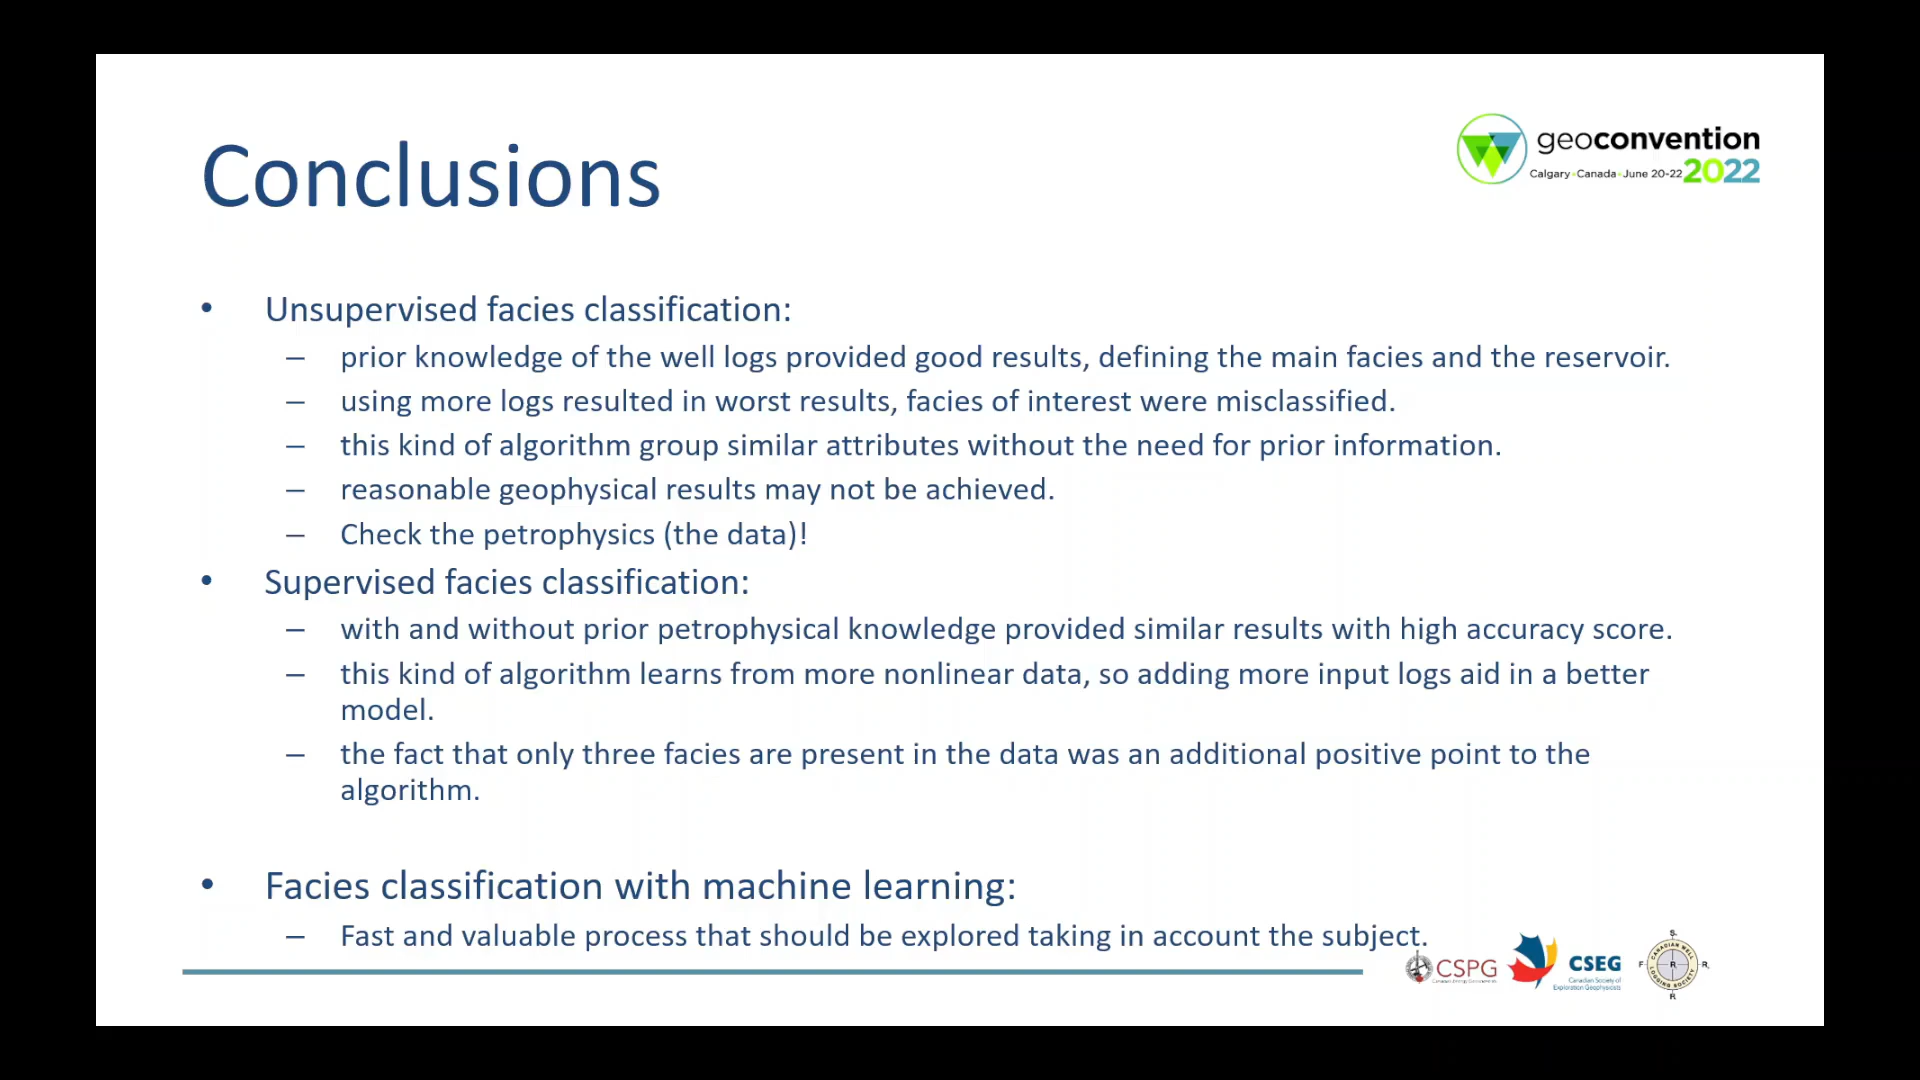 Conclusions
geoconvention
Calgary • Canada • June 20-22 2022
• Unsupervised facies classification:
– prior knowledge of the well logs provided good results, defining the main facies and the reservoir.
– using more logs resulted in worst results, facies of interest were misclassified.
– this kind of algorithm group similar attributes without the need for prior information.
– reasonable geophysical results may not be achieved.
– Check the petrophysics (the data)!
• Supervised facies classification:
– with and without prior petrophysical knowledge provided similar results with high accuracy score.
– this kind of algorithm learns from more nonlinear data, so adding more input logs aid in a better
model.
– the fact that only three facies are present in the data was an additional positive point to the
algorithm.
• Facies classification with machine learning:
– Fast and valuable process that should be explored taking in account the subject.
CSPG
CSEG
Canadian Society of
Exploration Geophysicists
CANADIAN WELL
LOGGING SOCIETY
S.
F R R.
R